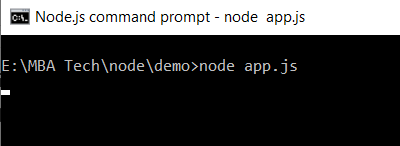 Node.js command prompt - node app.js
E:\MBA Tech\node\demo>node app.js